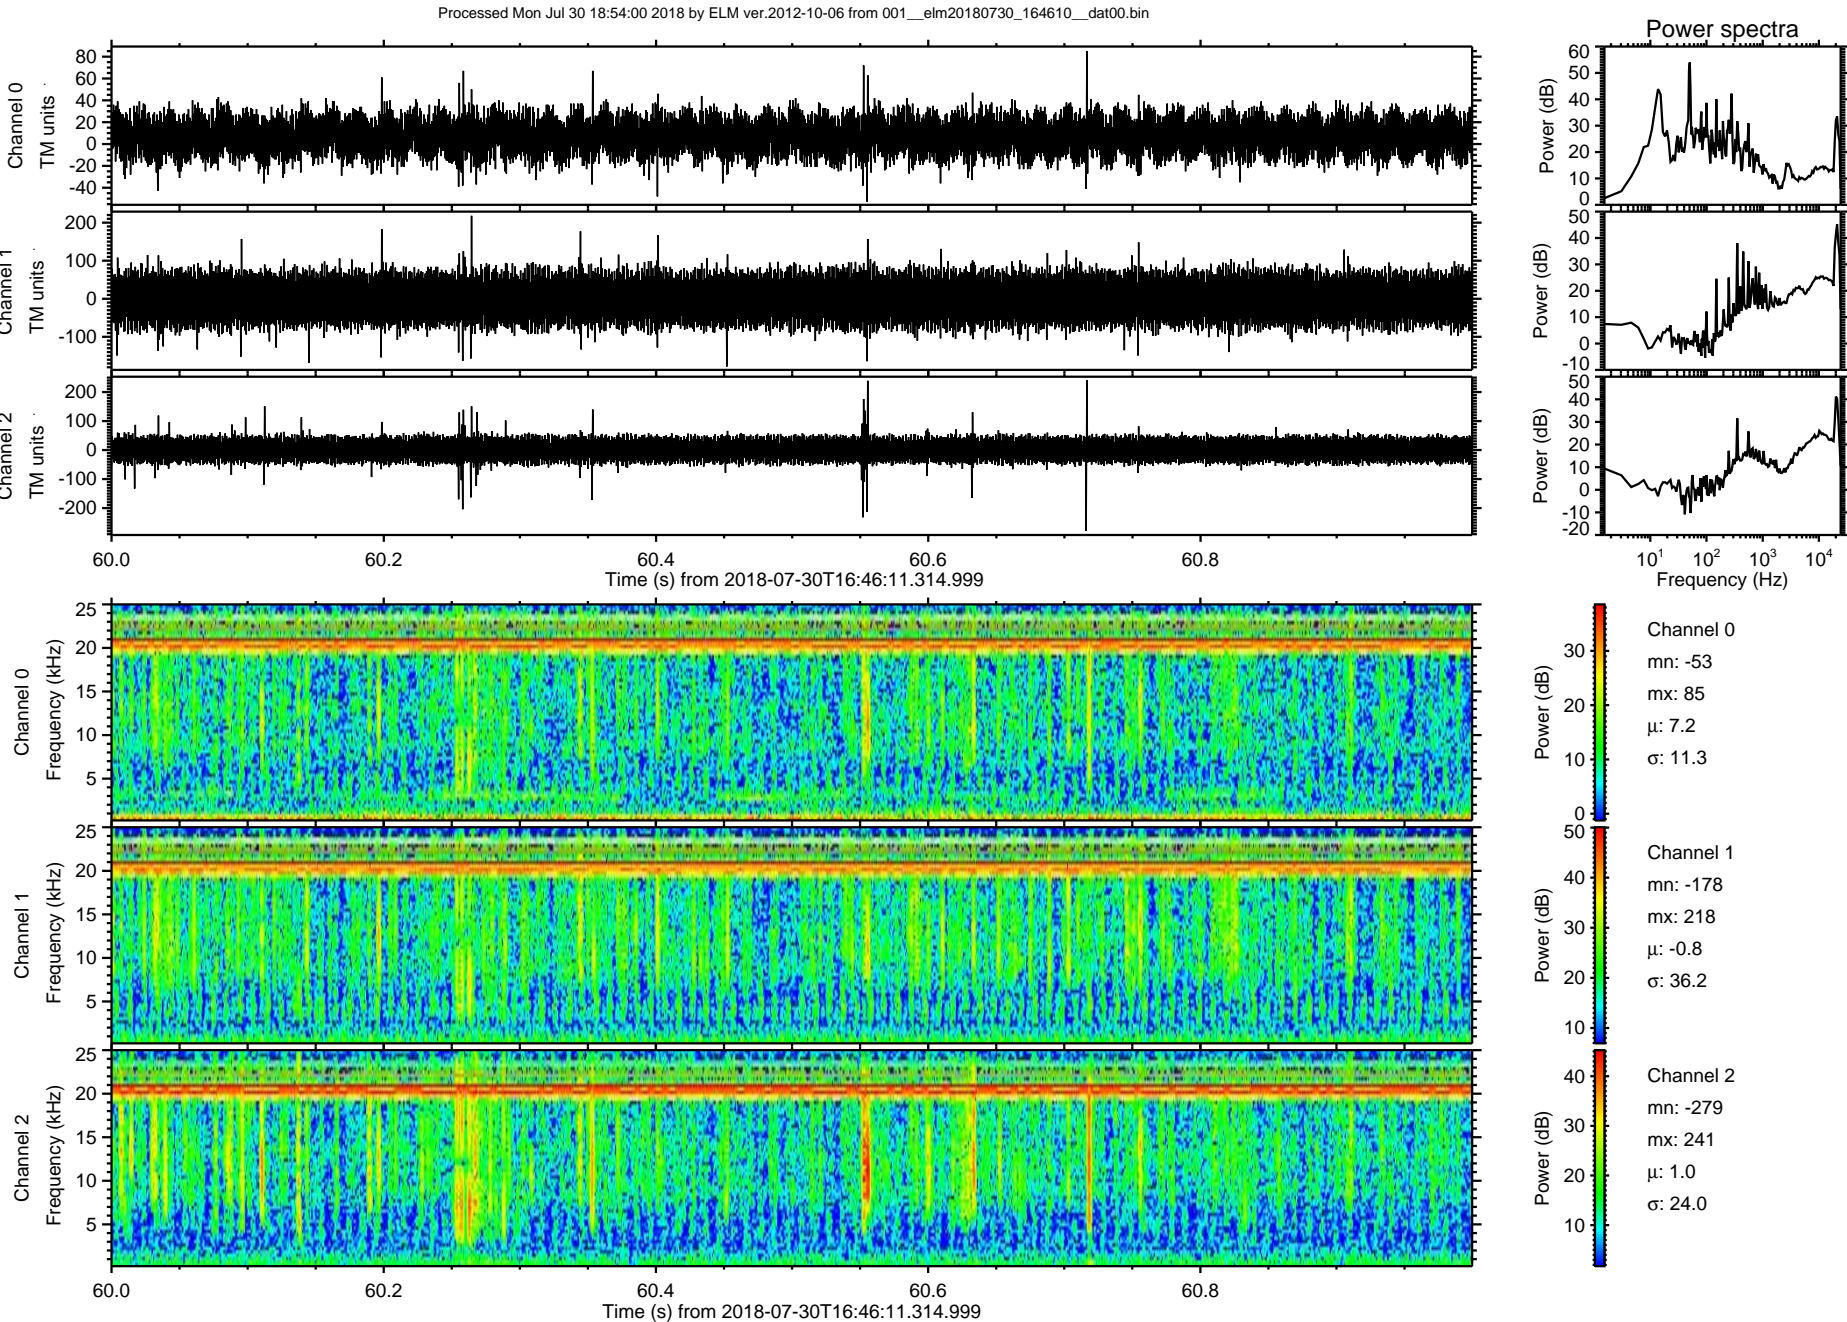 Processed Mon Jul 30 18:54:00 2018 by ELM ver.2012-10-06 from 001__elm20180730_164610__dat00.bin
Power spectra
Channel 0
TM units
80
60
40
20
0
-20
-40
Power (dB)
60
50
40
30
20
10
0
Channel 1
TM units
200
100
0
-100
Power (dB)
50
40
30
20
10
0
-10
Channel 2
TM units
200
100
0
-100
-200
Power (dB)
50
40
30
20
10
0
-10
-20
60.0 60.2 60.4 60.6 60.8
Time (s) from 2018-07-30T16:46:11.314.999
10¹ 10² 10³ 10⁴
Frequency (Hz)
Channel 0
Frequency (kHz)
25
20
15
10
5
Power (dB)
30
20
10
0
Channel 0
mn: -53
mx: 85
μ: 7.2
σ: 11.3
Channel 1
Frequency (kHz)
25
20
15
10
5
Power (dB)
50
40
30
20
10
Channel 1
mn: -178
mx: 218
μ: -0.8
σ: 36.2
Channel 2
Frequency (kHz)
25
20
15
10
5
Power (dB)
40
30
20
10
Channel 2
mn: -279
mx: 241
μ: 1.0
σ: 24.0
60.0 60.2 60.4 60.6 60.8
Time (s) from 2018-07-30T16:46:11.314.999